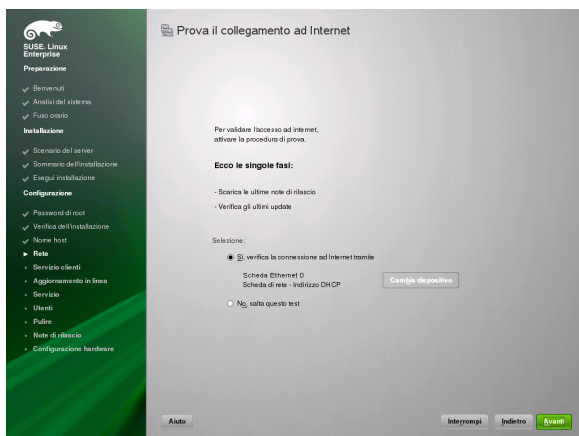 SUSE. Linux
Enterprise
Preparazione
Benvenuti
Analisi del sistema
Fuso orario
Installazione
Scenario del server
Sommario dell'installazione
Esegui installazione
Configurazione
Password di root
Verifica dell'installazione
Nome host
Rete
Servizio clienti
Aggiornamento in linea
Servizio
Utenti
Pulire
Note di rilascio
Configurazione hardware
Prova il collegamento ad Internet
Per validare l'accesso ad internet,
attivare la procedura di prova.
Ecco le singole fasi:
- Scarica le ultime note di rilascio
- Verifica gli ultimi update
Selezione:
Sì, verifica la connessione ad Internet tramite
Scheda Ethernet 0
Scheda di rete - Indirizzo DHCP
Cambia dispositivo
No, salta questo test
Aiuto
Interrompi
Indietro
Avanti